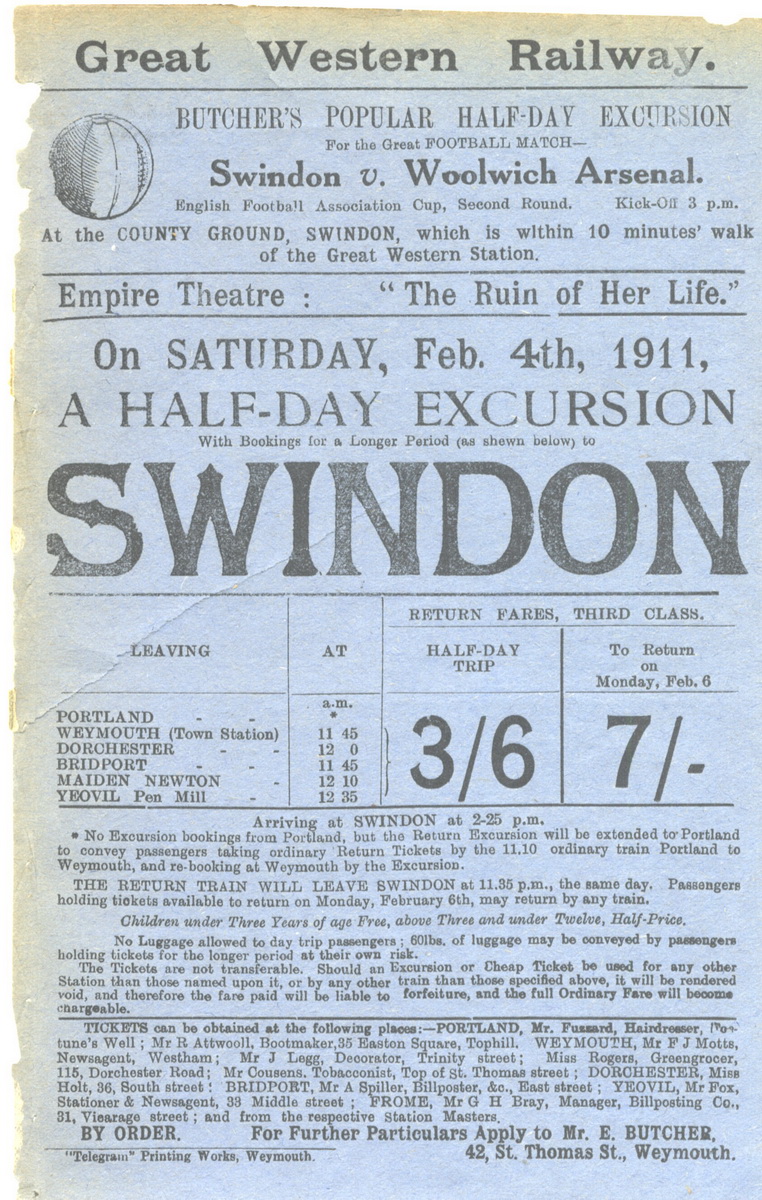 Great Western Railway.
BUTCHER'S POPULAR HALF-DAY EXCURSION
For the Great FOOTBALL MATCH—
Swindon v. Woolwich Arsenal.
English Football Association Cup, Second Round. Kick-Off 3 p.m.
At the COUNTY GROUND, SWINDON, which is within 10 minutes' walk
of the Great Western Station.
Empire Theatre : "The Ruin of Her Life."
On SATURDAY, Feb. 4th, 1911,
A HALF-DAY EXCURSION
With Bookings for a Longer Period (as shewn below) to
SWINDON
RETURN FARES, THIRD CLASS.
LEAVING AT HALF-DAY TRIP To Return on Monday, Feb. 6
a.m.
PORTLAND - - *
WEYMOUTH (Town Station) 11 45
DORCHESTER - - 12 0
BRIDPORT - - 11 45
MAIDEN NEWTON - 12 10
YEOVIL Pen Mill - 12 35
3/6 7/-
Arriving at SWINDON at 2-25 p.m.
* No Excursion bookings from Portland, but the Return Excursion will be extended to Portland
to convey passengers taking ordinary Return Tickets by the 11.10 ordinary train Portland to
Weymouth, and re-booking at Weymouth by the Excursion.
THE RETURN TRAIN WILL LEAVE SWINDON at 11.35 p.m., the same day. Passengers
holding tickets available to return on Monday, February 6th, may return by any train.
Children under Three Years of age Free, above Three and under Twelve, Half-Price.
No Luggage allowed to day trip passengers ; 60lbs. of luggage may be conveyed by passengers
holding tickets for the longer period at their own risk.
The Tickets are not transferable. Should an Excursion or Cheap Ticket be used for any other
Station than those named upon it, or by any other train than those specified above, it will be rendered
void, and therefore the fare paid will be liable to forfeiture, and the full Ordinary Fare will become
chargeable.
TICKETS can be obtained at the following places:—PORTLAND, Mr. Fuzzard, Hairdresser, For-
tune's Well ; Mr R Attwooll, Bootmaker, 35 Easton Square, Tophill. WEYMOUTH, Mr F J Motts,
Newsagent, Westham; Mr J Legg, Decorator, Trinity street ; Miss Rogers, Greengrocer,
115, Dorchester Road; Mr Cousens. Tobacconist, Top of St. Thomas street ; DORCHESTER, Miss
Holt, 36, South street ! BRIDPORT, Mr A Spiller, Billposter, &c., East street ; YEOVIL, Mr Fox,
Stationer & Newsagent, 33 Middle street ; FROME, Mr G H Bray, Manager, Billposting Co.,
31, Viearage street ; and from the respective Station Masters.
BY ORDER. For Further Particulars Apply to Mr. E. BUTCHER,
42, St. Thomas St., Weymouth.
"Telegram" Printing Works, Weymouth.